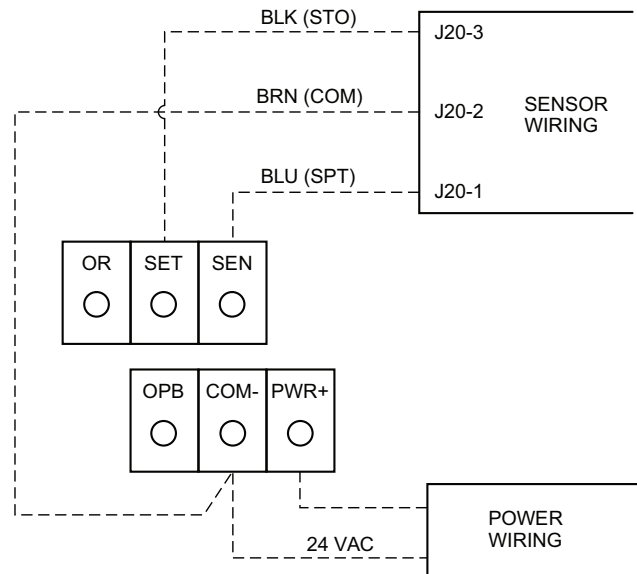 BLK (STO)
J20-3
BRN (COM)
J20-2
SENSOR
WIRING
BLU (SPT)
J20-1
OR
SET
SEN
OPB
COM-
PWR+
24 VAC
POWER
WIRING